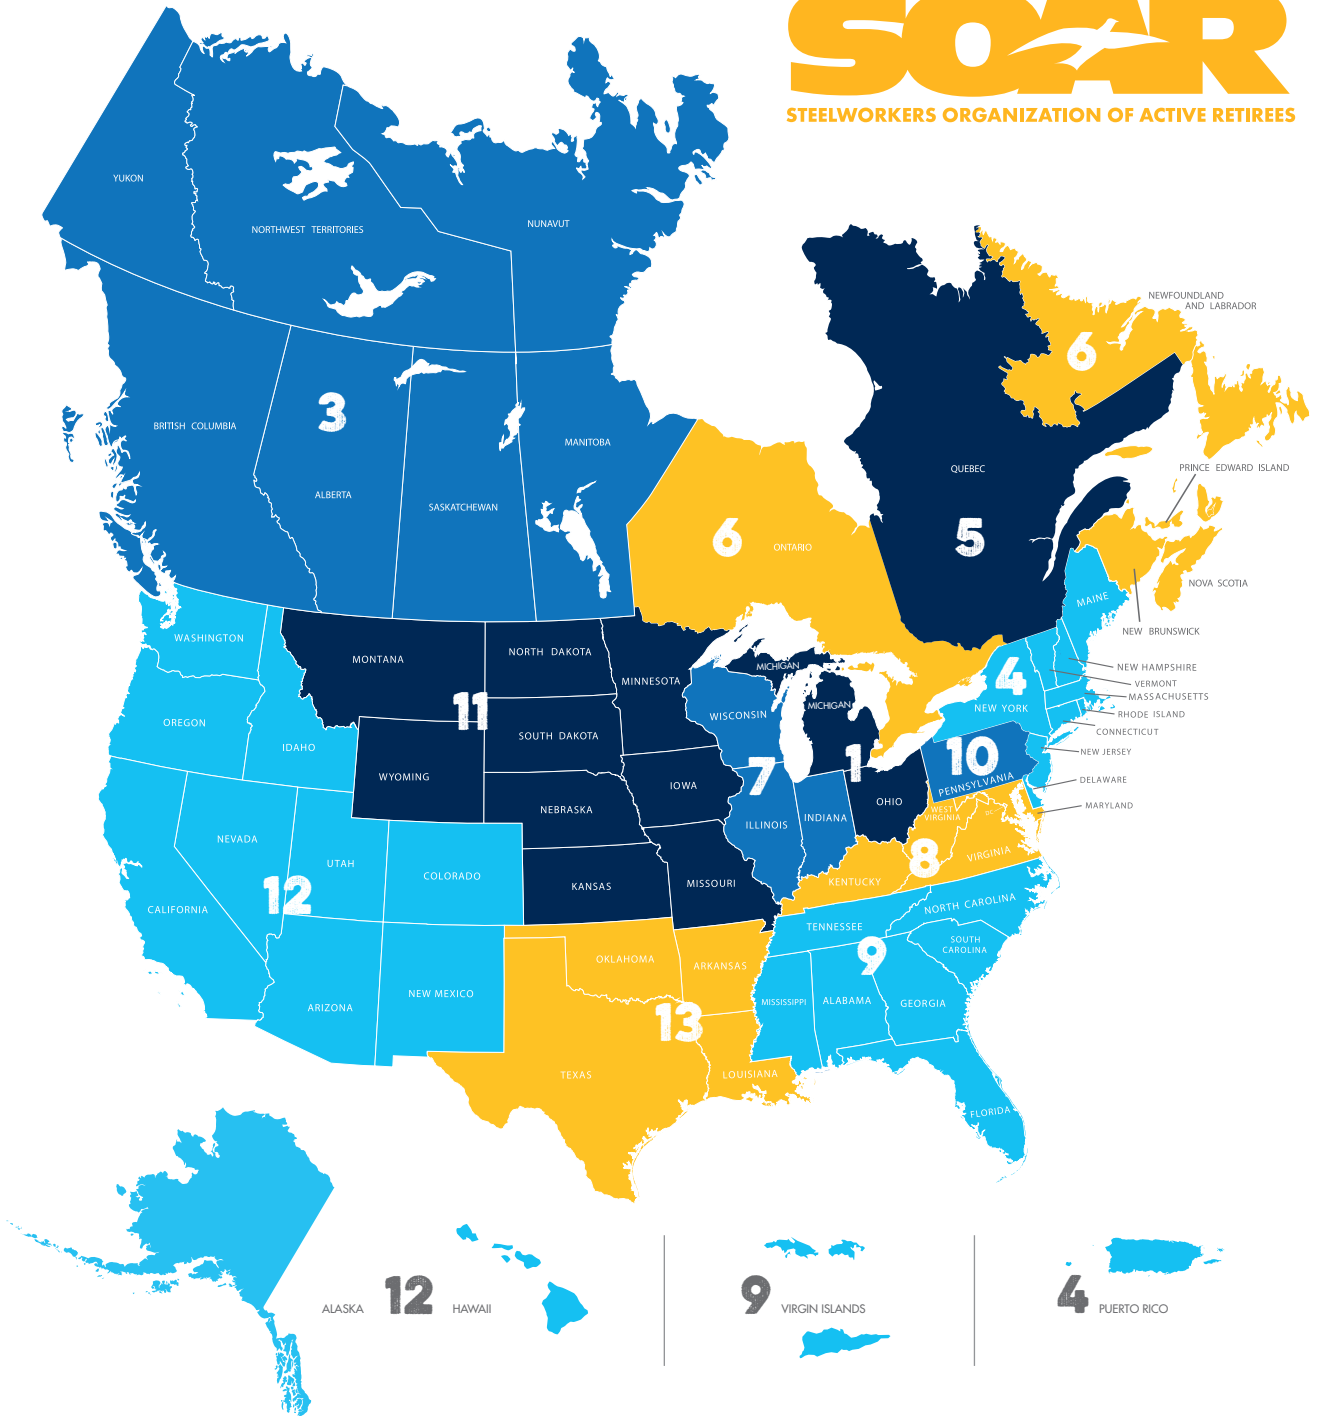 SOAR
STEELWORKERS ORGANIZATION OF ACTIVE RETIREES
YUKON
NORTHWEST TERRITORIES
NUNAVUT
NEWFOUNDLAND
AND LABRADOR
6
3
BRITISH COLUMBIA
MANITOBA
QUEBEC
PRINCE EDWARD ISLAND
ALBERTA
SASKATCHEWAN
6
ONTARIO
5
NOVA SCOTIA
MAINE
NEW BRUNSWICK
WASHINGTON
MONTANA
NORTH DAKOTA
MINNESOTA
MICHIGAN
4
NEW HAMPSHIRE
VERMONT
MASSACHUSETTS
OREGON
11
WISCONSIN
MICHIGAN
NEW YORK
RHODE ISLAND
CONNECTICUT
IDAHO
SOUTH DAKOTA
NEW JERSEY
WYOMING
7
1
10
PENNSYLVANIA
DELAWARE
IOWA
NEBRASKA
OHIO
MARYLAND
WEST
VIRGINIA
DC
ILLINOIS
INDIANA
NEVADA
UTAH
COLORADO
8
VIRGINIA
KANSAS
MISSOURI
KENTUCKY
12
CALIFORNIA
NORTH CAROLINA
TENNESSEE
SOUTH
CAROLINA
9
OKLAHOMA
ARKANSAS
NEW MEXICO
ARIZONA
MISSISSIPPI
ALABAMA
GEORGIA
13
TEXAS
LOUISIANA
FLORIDA
ALASKA
12
HAWAII
9
VIRGIN ISLANDS
4
PUERTO RICO